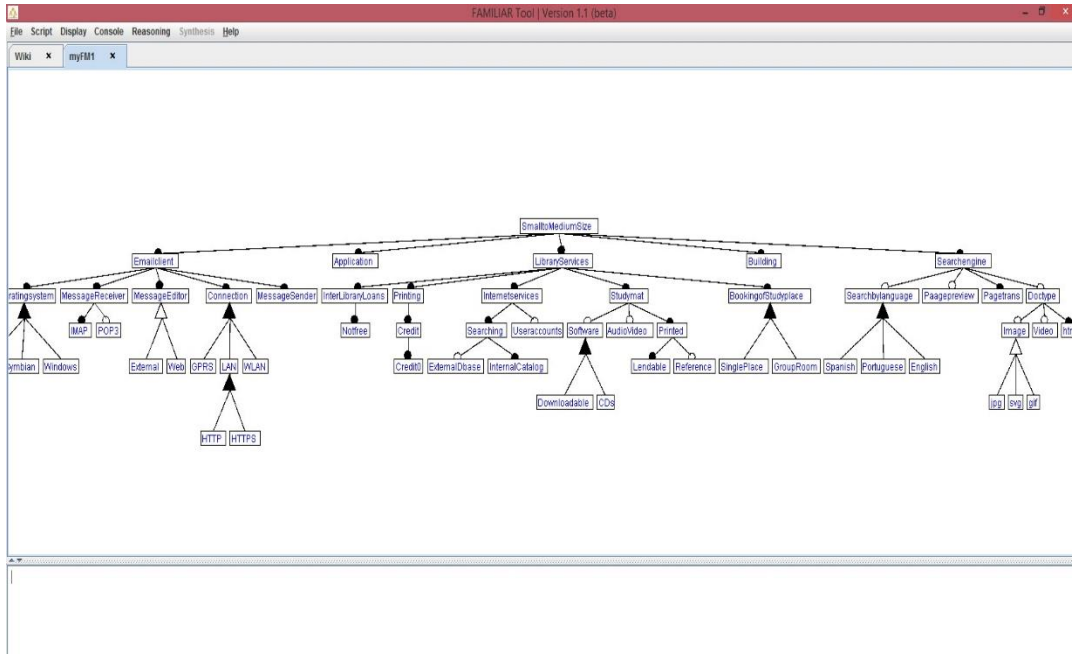 FAMILIAR Tool | Version 1.1 (beta)
File Script Display Console Reasoning Synthesis Help
Wiki x myFM1 x
SmalltoMediumSize
Emailclient Application LibraryServices Building Searchengine
ratingsystem MessageReceiver MessageEditor Connection MessageSender InterLibraryLoans Printing Internetservices Studymat BookingofStudyplace Searchbylanguage Paagepreview Pagetrans Doctype
IMAP POP3 Notfree Credit Searching Useraccounts Software AudioVideo Printed Image Video htn
ymbian Windows External Web GPRS LAN WLAN Credit0 ExternalDbase InternalCatalog Lendable Reference SinglePlace GroupRoom Spanish Portuguese English
Downloadable CDs jpg svg gif
HTTP HTTPS